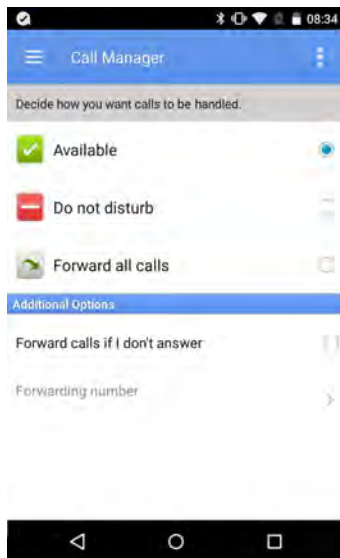 08:34
Call Manager
Decide how you want calls to be handled.
Available
Do not disturb
Forward all calls
Additional Options
Forward calls if I don't answer
Forwarding number